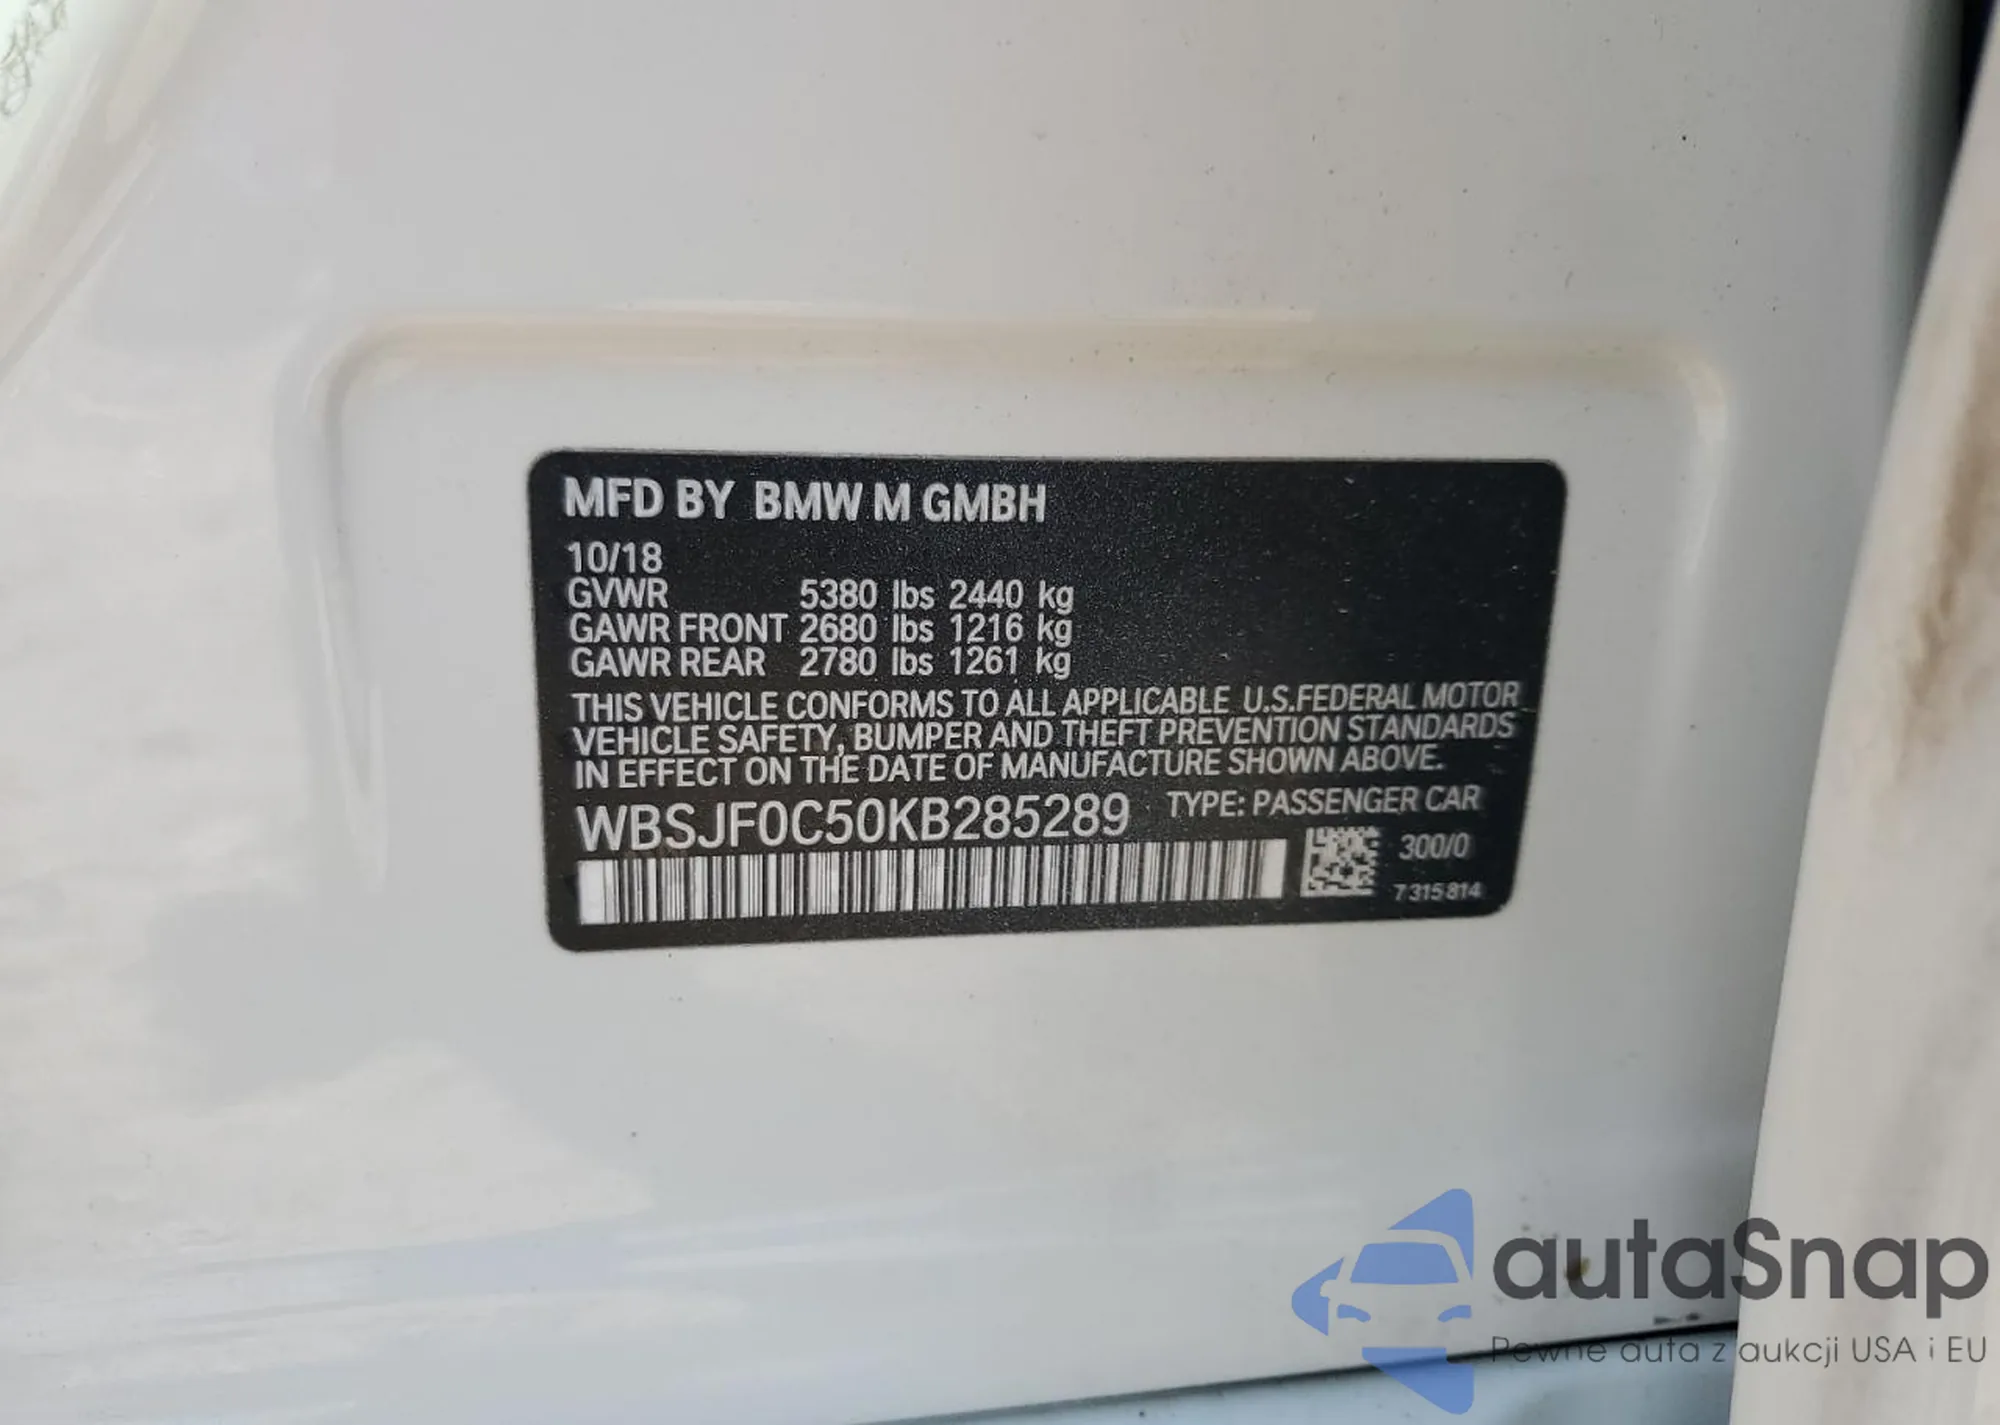 MFD BY BMW M GMBH
10/18
GVWR 5380 lbs 2440 kg
GAWR FRONT 2680 lbs 1216 kg
GAWR REAR 2780 lbs 1261 kg
THIS VEHICLE CONFORMS TO ALL APPLICABLE U.S.FEDERAL MOTOR
VEHICLE SAFETY, BUMPER AND THEFT PREVENTION STANDARDS
IN EFFECT ON THE DATE OF MANUFACTURE SHOWN ABOVE.
WBSJF0C50KB285289 TYPE: PASSENGER CAR
300/0
7 315 814
autaSnap
Pewne auta z aukcji USA i EU